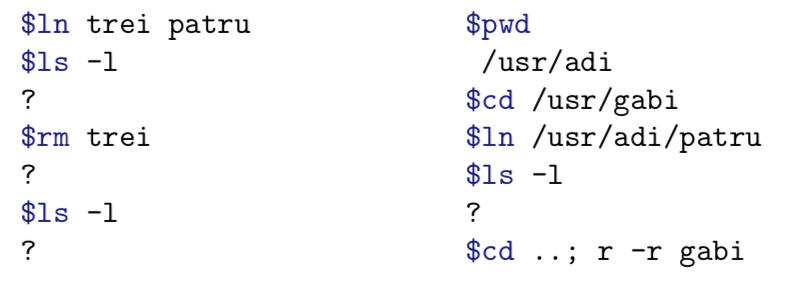 $ln trei patru
$ls -l
?
$rm trei
?
$ls -l
?
$pwd
/usr/adi
$cd /usr/gabi
$ln /usr/adi/patru
$ls -l
?
$cd ..; r -r gabi